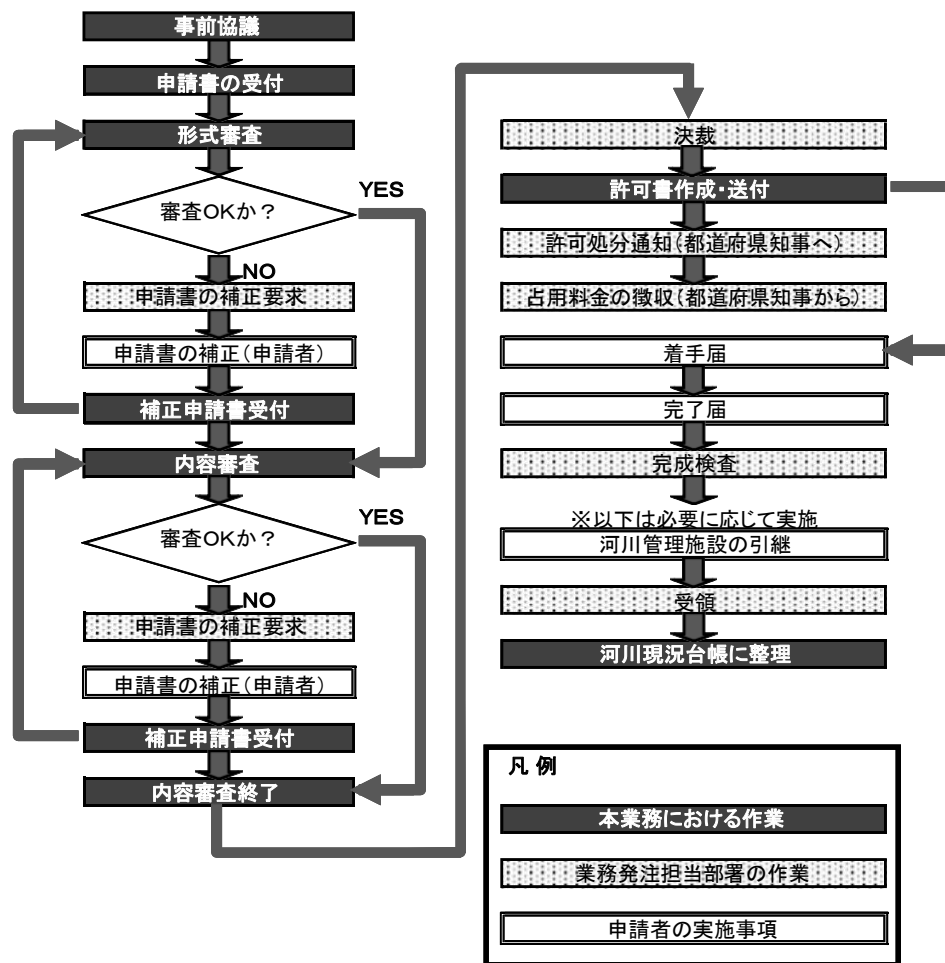 事前協議
申請書の受付
形式審査
YES
審査OKか？
NO
申請書の補正要求
申請書の補正(申請者)
補正申請書受付
内容審査
YES
審査OKか？
NO
申請書の補正要求
申請書の補正(申請者)
補正申請書受付
内容審査終了
決裁
許可書作成・送付
許可処分通知(都道府県知事へ)
占用料金の徴収(都道府県知事から)
着手届
完了届
完成検査
※以下は必要に応じて実施
河川管理施設の引継
受領
河川現況台帳に整理
凡 例
本業務における作業
業務発注担当部署の作業
申請者の実施事項